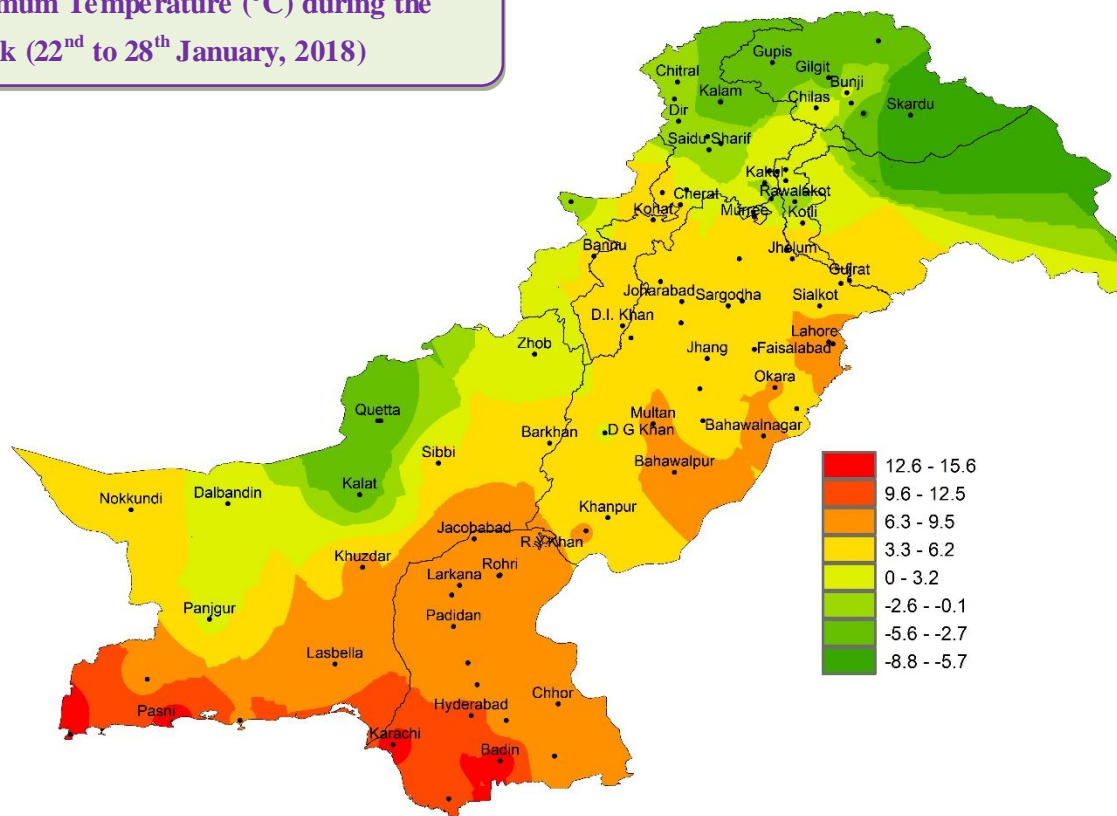 mum Temperature (°C) during the
k (22nd to 28th January, 2018)
Gupis
Gilgit
Chitral
Bunji
Kalam
Chilas
Skardu
Dir
Saidu Sharif
Kakul
Cherat
Rawalakot
Kohat
Murree
Kotli
Bannu
Jhelum
Gujrat
Joharabad
Sargodha
Sialkot
D.I. Khan
Lahore
Zhob
Jhang
Faisalabad
Okara
Quetta
Multan
D G Khan
Bahawalnagar
Barkhan
Sibbi
Bahawalpur
Nokkundi
Dalbandin
Kalat
Khanpur
Jacobabad
Khan
Khuzdar
Rohri
Larkana
Panjgur
Padidan
Lasbella
Chhor
Pasni
Hyderabad
Karachi
Badin
12.6 - 15.6
9.6 - 12.5
6.3 - 9.5
3.3 - 6.2
0 - 3.2
-2.6 - -0.1
-5.6 - -2.7
-8.8 - -5.7